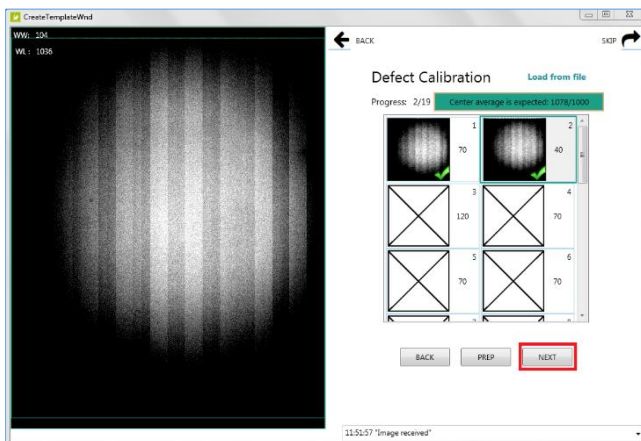 CreateTemplateWnd
WW: 104
WL: 1036
BACK
SKIP
Defect Calibration
Load from file
Progress: 2/19
Center average is expected: 1078/1000
1
70
2
40
3
120
4
70
5
70
6
70
BACK
PREP
NEXT
11:51:57 "Image received"